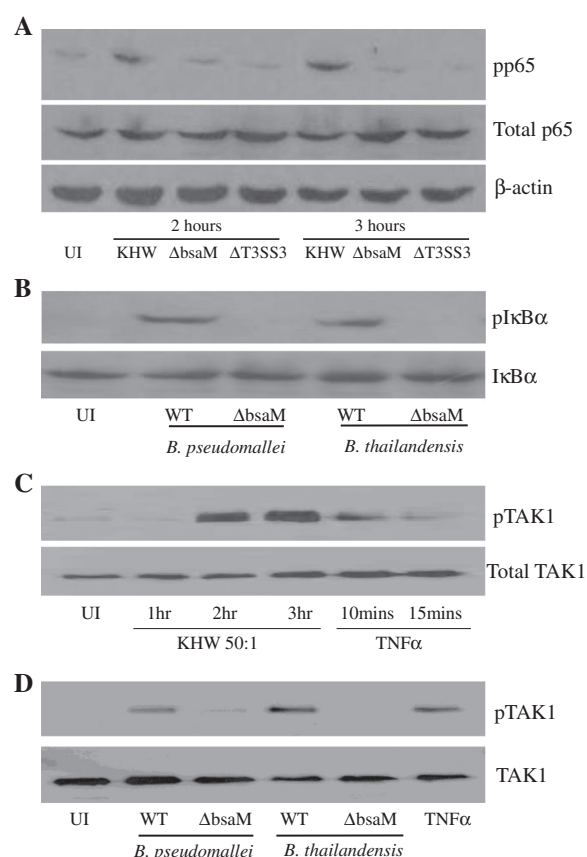 A
pp65
Total p65
β-actin
2 hours 3 hours
UI KHW ΔbsaM ΔT3SS3 KHW ΔbsaM ΔT3SS3
B
pIκBα
IκBα
UI WT ΔbsaM WT ΔbsaM
B. pseudomallei B. thailandensis
C
pTAK1
Total TAK1
UI 1hr 2hr 3hr 10mins 15mins
KHW 50:1 TNFα
D
pTAK1
TAK1
UI WT ΔbsaM WT ΔbsaM TNFα
B. pseudomallei B. thailandensis